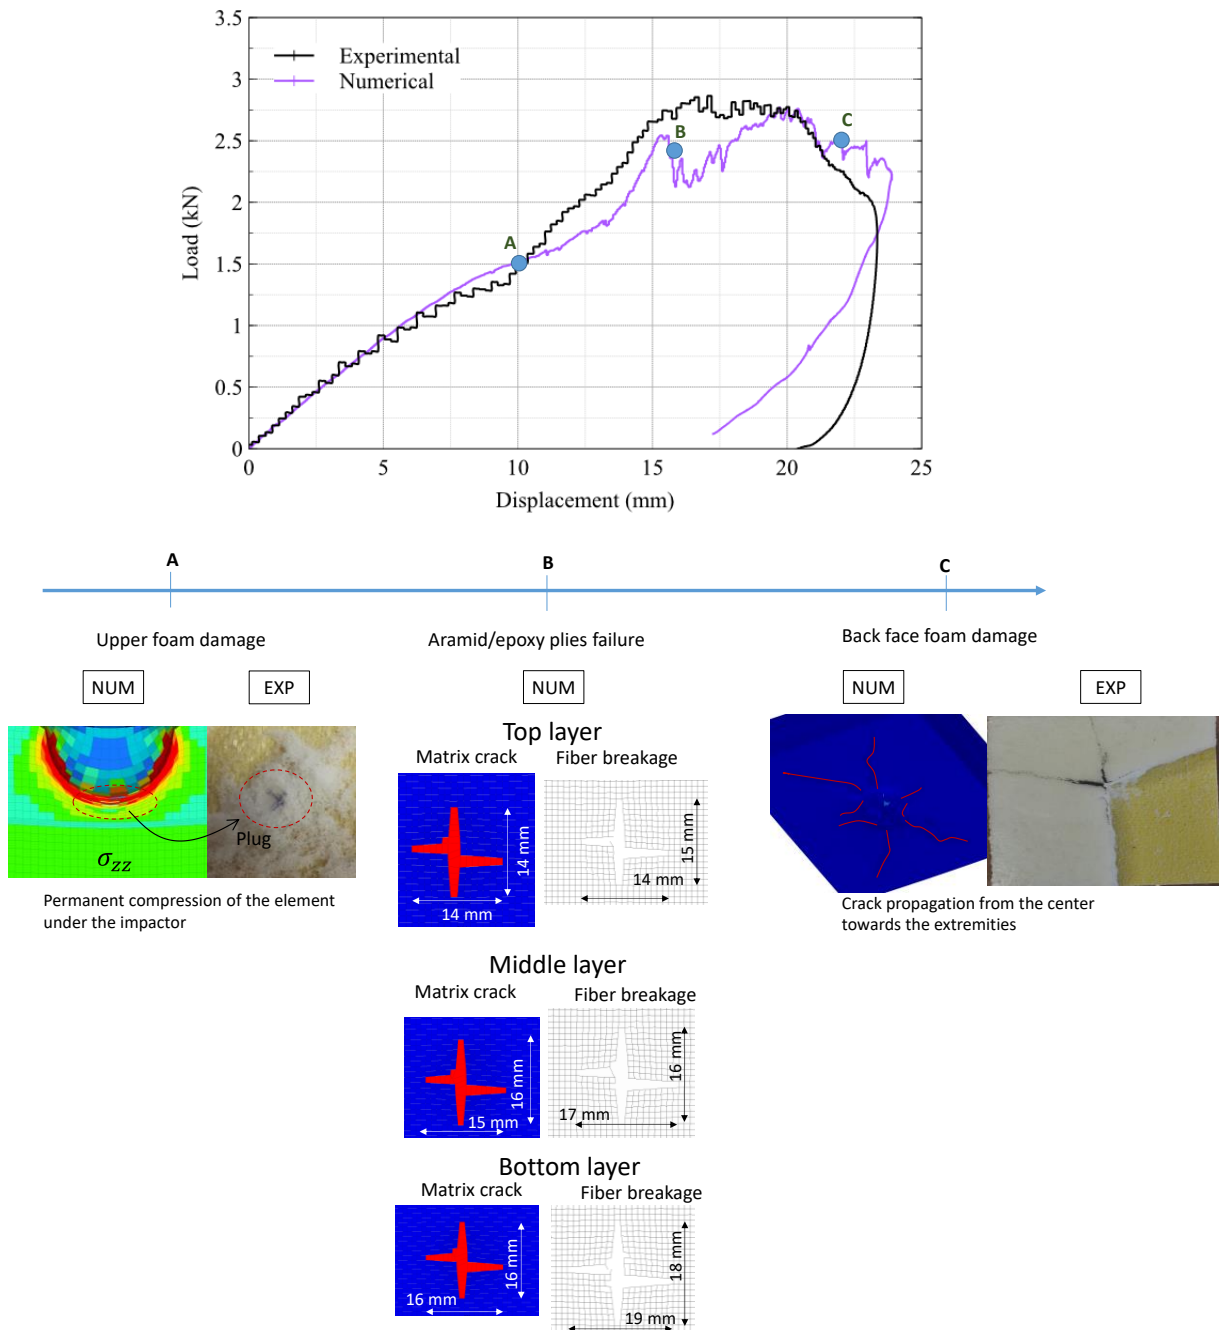 3.5
3
2.5
2
1.5
1
0.5
0
Load (kN)
Experimental
Numerical
A
B
C
0
5
10
15
20
25
Displacement (mm)
A
B
C
Upper foam damage
Aramid/epoxy plies failure
Back face foam damage
NUM
EXP
NUM
NUM
EXP
Plug
σzz
Permanent compression of the element
under the impactor
Top layer
Matrix crack
Fiber breakage
14 mm
14 mm
15 mm
14 mm
Crack propagation from the center
towards the extremities
Middle layer
Matrix crack
Fiber breakage
16 mm
15 mm
16 mm
17 mm
Bottom layer
Matrix crack
Fiber breakage
16 mm
16 mm
18 mm
19 mm